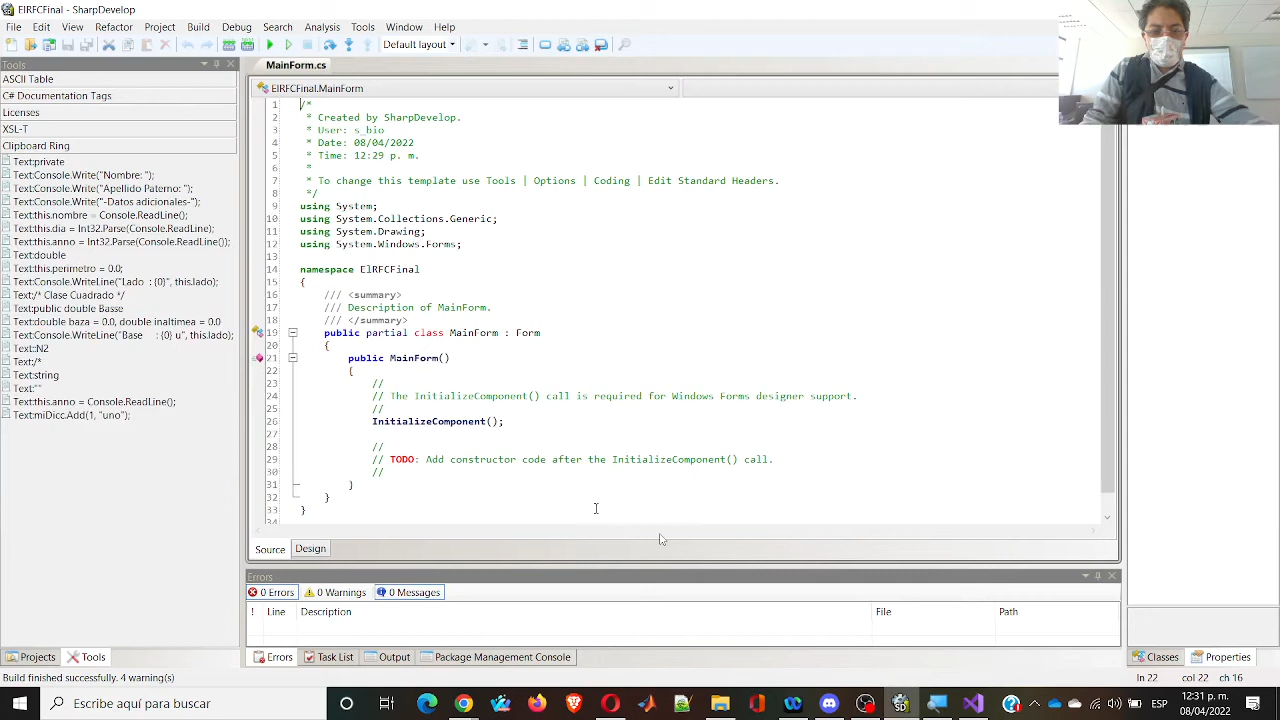 ElRFCFinal - SharpDevelop
File Edit View Refactor Project Build Debug Search Analysis Tools Window Help
Default layout
Tools
ASCII Table
C# Documentation Tags
Licenses
XSL-T
Clipboard Ring
Text:private
Text:Console.Write("Nombre: ");
Text:Console.Write("Apellido Paterno: ");
Text:Console.Write("-Datos adicionales-");
Text:this.nombre = Console.ReadLine();
Text:this.dia = Int32.Parse(Console.ReadLine(
Text:this.anno = Int32.Parse(Console.ReadLine());
Text:double
Text:this.perimetro = 0.0;
Text:Console.WriteLine("Lado : {0}", this.lado);
Text:/* Clase Cuadrado */
Text:public double Basse
Text:double baza = 0.0, double inaltimea = 0.0
Text:Console.WriteLine("Base : {0} u", this.lado);
Text:N2
Text:/*
Text:string
Text:""
Text:this.anno = Console.ReadLine();
Text:miDicc.Add(1, "uno");
MainForm.cs
ElRFCFinal.MainForm
1 /*
2 * Created by SharpDevelop.
3 * User: s_bio
4 * Date: 08/04/2022
5 * Time: 12:29 p. m.
6 *
7 * To change this template use Tools | Options | Coding | Edit Standard Headers.
8 */
9 using System;
10 using System.Collections.Generic;
11 using System.Drawing;
12 using System.Windows.Forms;
13
14 namespace ElRFCFinal
15 {
16 /// <summary>
17 /// Description of MainForm.
18 /// </summary>
19 public partial class MainForm : Form
20 {
21 public MainForm()
22 {
23 //
24 // The InitializeComponent() call is required for Windows Forms designer support.
25 //
26 InitializeComponent();
27
28 //
29 // TODO: Add constructor code after the InitializeComponent() call.
30 //
31 }
32 }
33 }
34
Source Design
Errors
0 Errors 0 Warnings 0 Messages
! Line Description File Path
Projects Tools Errors Task List Output Package Management Console Classes Properties
Build finished successfully. 4 warning(s) ln 22 col 22 ch 16
Escribe aquí para buscar
ESP
12:31 p. m.
08/04/2022